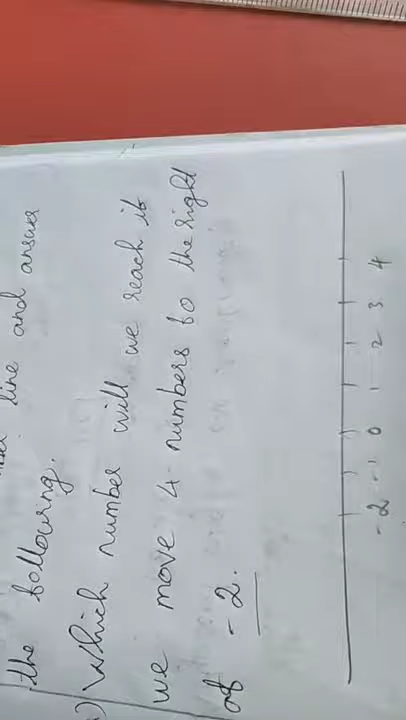 line and answer
the following.
) Which number will we reach if
we move 4 numbers to the right
of -2.
-2 -1 0 1 2 3 4